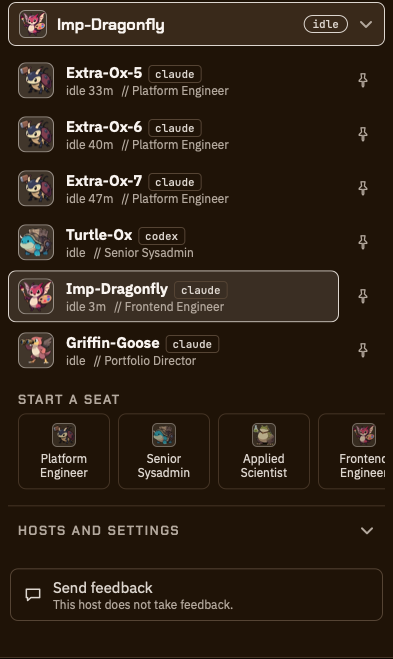 Imp-Dragonfly idle
Extra-Ox-5 claude
idle 33m // Platform Engineer
Extra-Ox-6 claude
idle 40m // Platform Engineer
Extra-Ox-7 claude
idle 47m // Platform Engineer
Turtle-Ox codex
idle // Senior Sysadmin
Imp-Dragonfly claude
idle 3m // Frontend Engineer
Griffin-Goose claude
idle // Portfolio Director
START A SEAT
Platform
Engineer
Senior
Sysadmin
Applied
Scientist
Frontend
Engineer
HOSTS AND SETTINGS
Send feedback
This host does not take feedback.